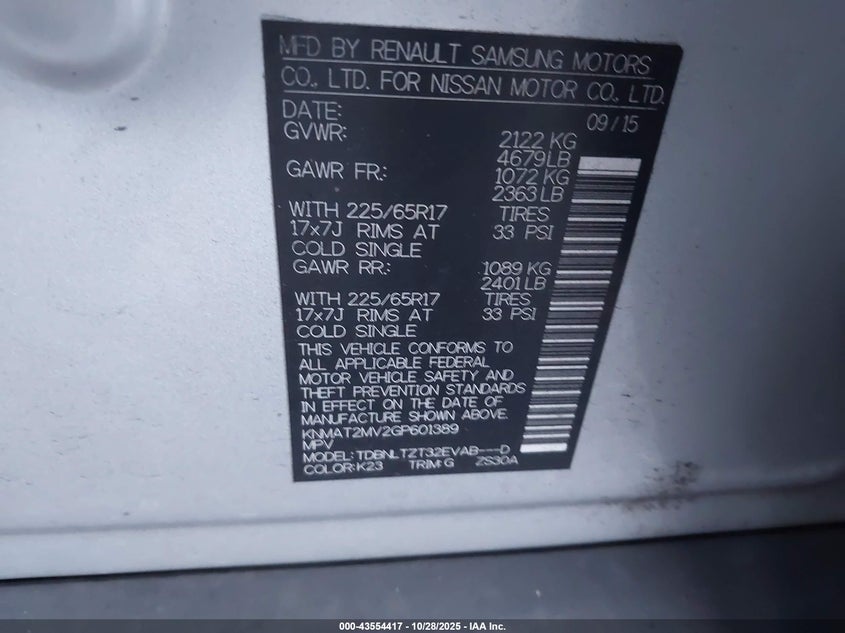 MFD BY RENAULT SAMSUNG MOTORS
CO., LTD. FOR NISSAN MOTOR CO., LTD.
DATE: 09/15
GVWR: 2122 KG
4679 LB
GAWR FR.: 1072 KG
2363 LB
WITH 225/65R17 TIRES
17x7J RIMS AT 33 PSI
COLD SINGLE
GAWR RR.: 1089 KG
2401 LB
WITH 225/65R17 TIRES
17x7J RIMS AT 33 PSI
COLD SINGLE
THIS VEHICLE CONFORMS TO
ALL APPLICABLE FEDERAL
MOTOR VEHICLE SAFETY AND
THEFT PREVENTION STANDARDS
IN EFFECT ON THE DATE OF
MANUFACTURE SHOWN ABOVE.
KNMAT2MV2GP601389
MPV
MODEL: TDBNLTZT32EVAB---D
COLOR:K23 TRIM:G ZS30A
000-43554417 • 10/28/2025 • IAA Inc.